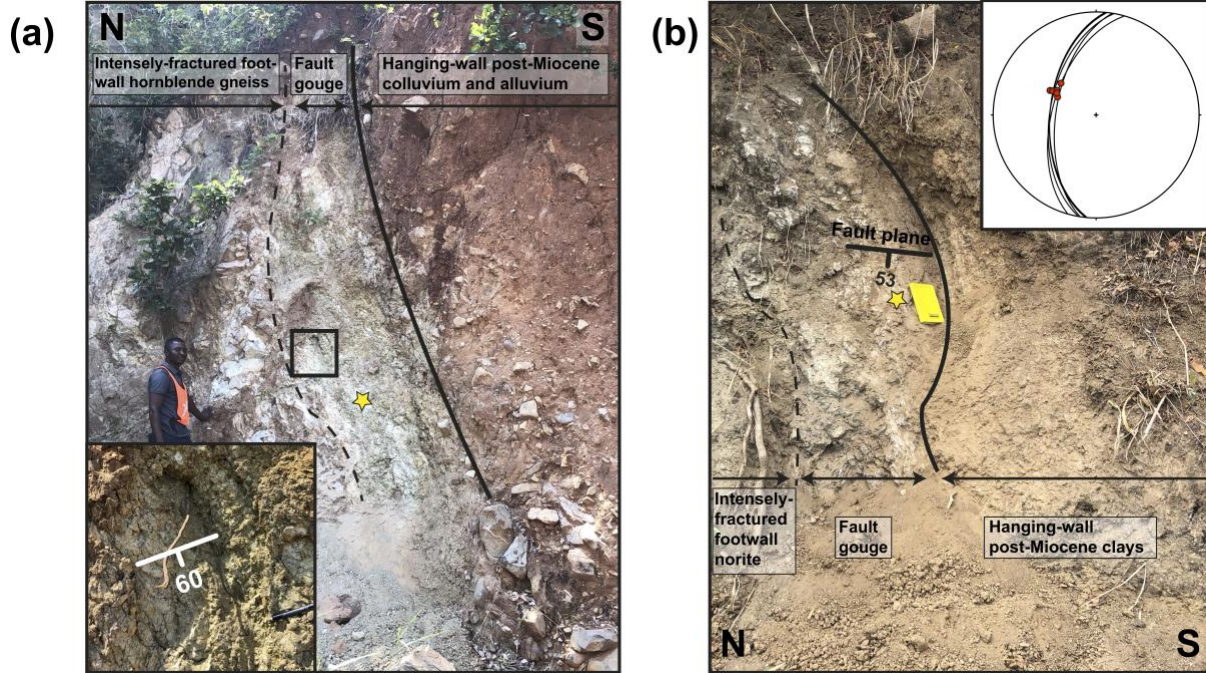 (a)
N
S
Intensely-fractured foot-
wall hornblende gneiss
Fault
gouge
Hanging-wall post-Miocene
colluvium and alluvium
60
(b)
Fault plane
53
Intensely-
fractured
footwall
norite
Fault
gouge
Hanging-wall
post-Miocene clays
N
S